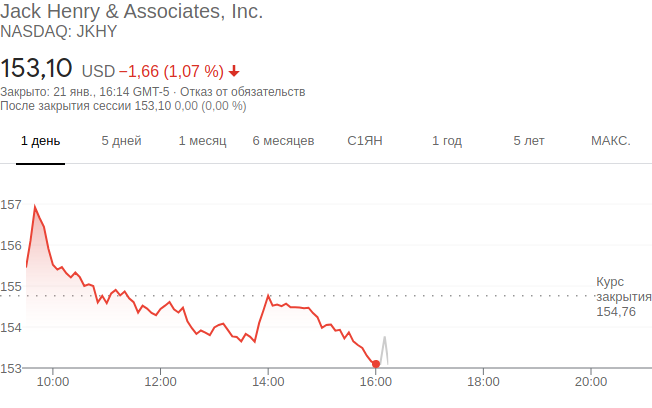 Jack Henry & Associates, Inc.
NASDAQ: JKHY
153,10 USD −1,66 (1,07 %)
Закрыто: 21 янв., 16:14 GMT-5 · Отказ от обязательств
После закрытия сессии 153,10 0,00 (0,00 %)
1 день 5 дней 1 месяц 6 месяцев С1ЯН 1 год 5 лет МАКС.
157
156
155
154
153
Курс
закрытия
154,76
10:00 12:00 14:00 16:00 18:00 20:00